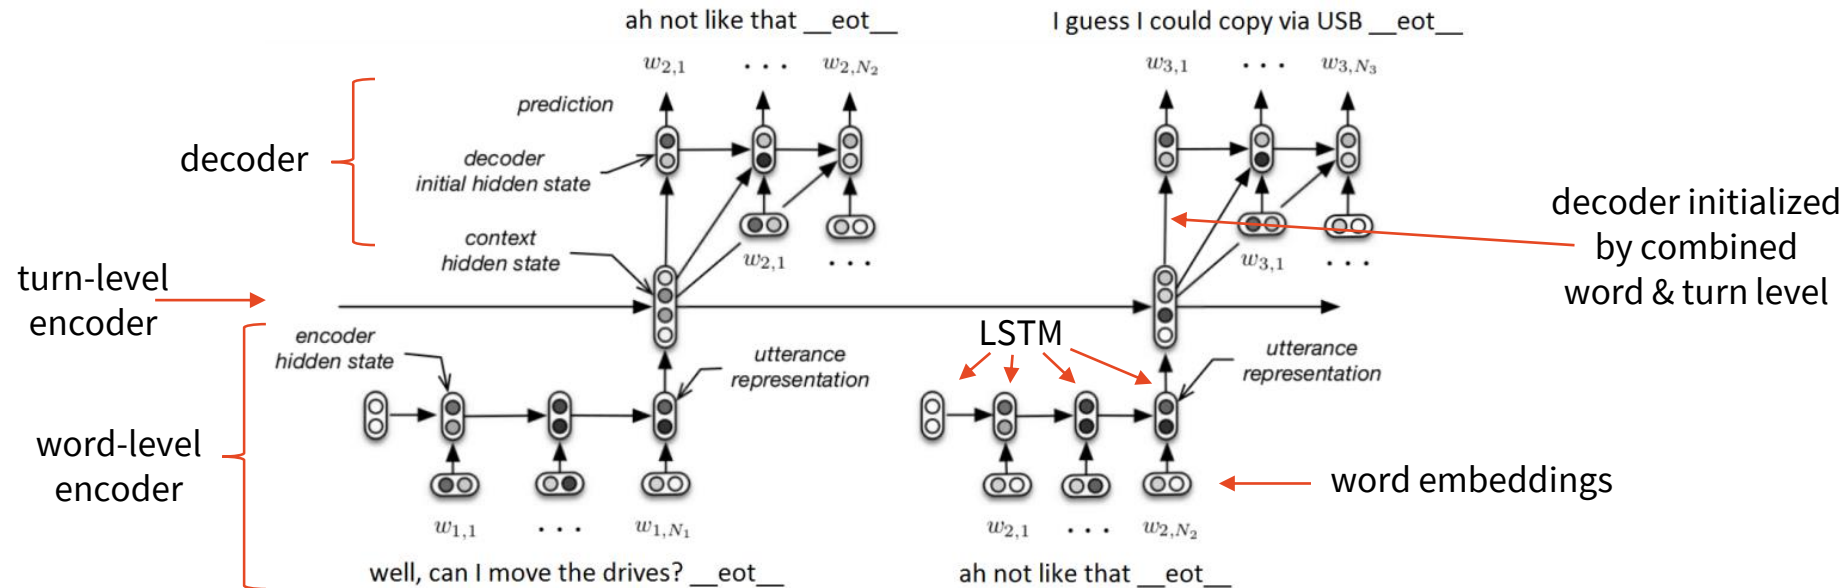 ah not like that __eot__
I guess I could copy via USB __eot__
w2,1 · · · w2,N2
w3,1 · · · w3,N3
prediction
decoder
decoder
initial hidden state
context
hidden state
w2,1 · · ·
w3,1 · · ·
decoder initialized
by combined
word & turn level
turn-level
encoder
encoder
hidden state
utterance
representation
LSTM
utterance
representation
word-level
encoder
word embeddings
w1,1 · · · w1,N1
w2,1 · · · w2,N2
well, can I move the drives? __eot__
ah not like that __eot__